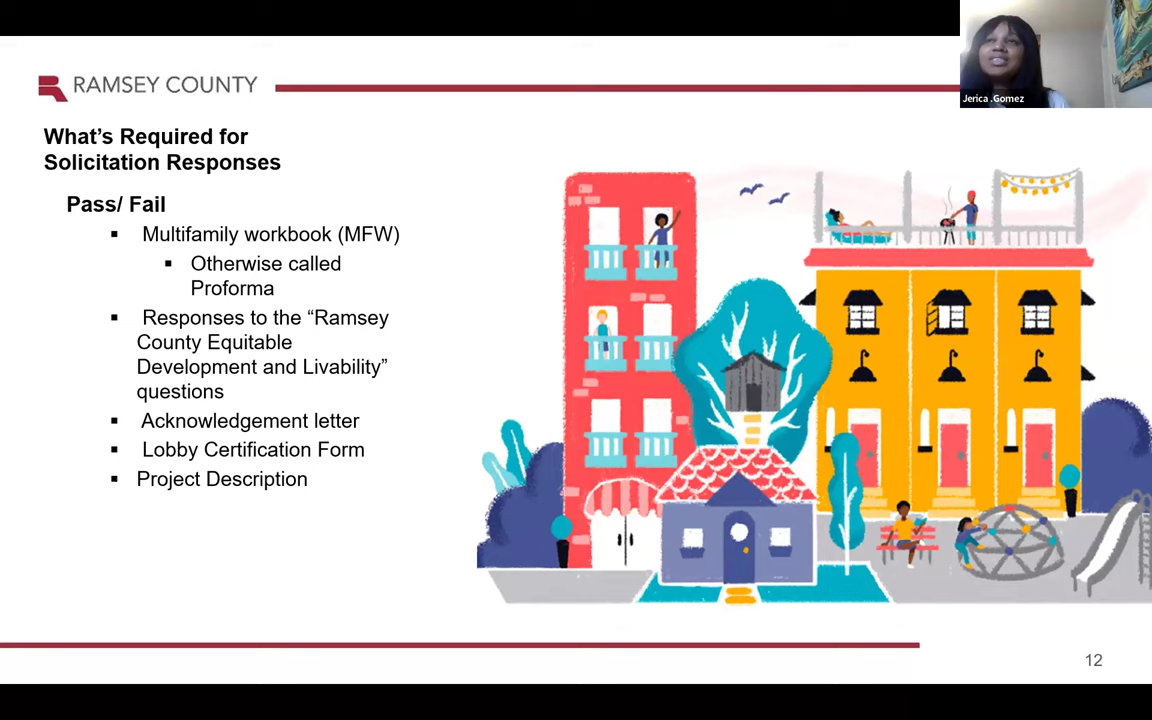 RAMSEY COUNTY
Jerica .Gomez
What's Required for
Solicitation Responses
Pass/ Fail
▪ Multifamily workbook (MFW)
▪ Otherwise called
Proforma
▪ Responses to the “Ramsey
County Equitable
Development and Livability”
questions
▪ Acknowledgement letter
▪ Lobby Certification Form
▪ Project Description
12